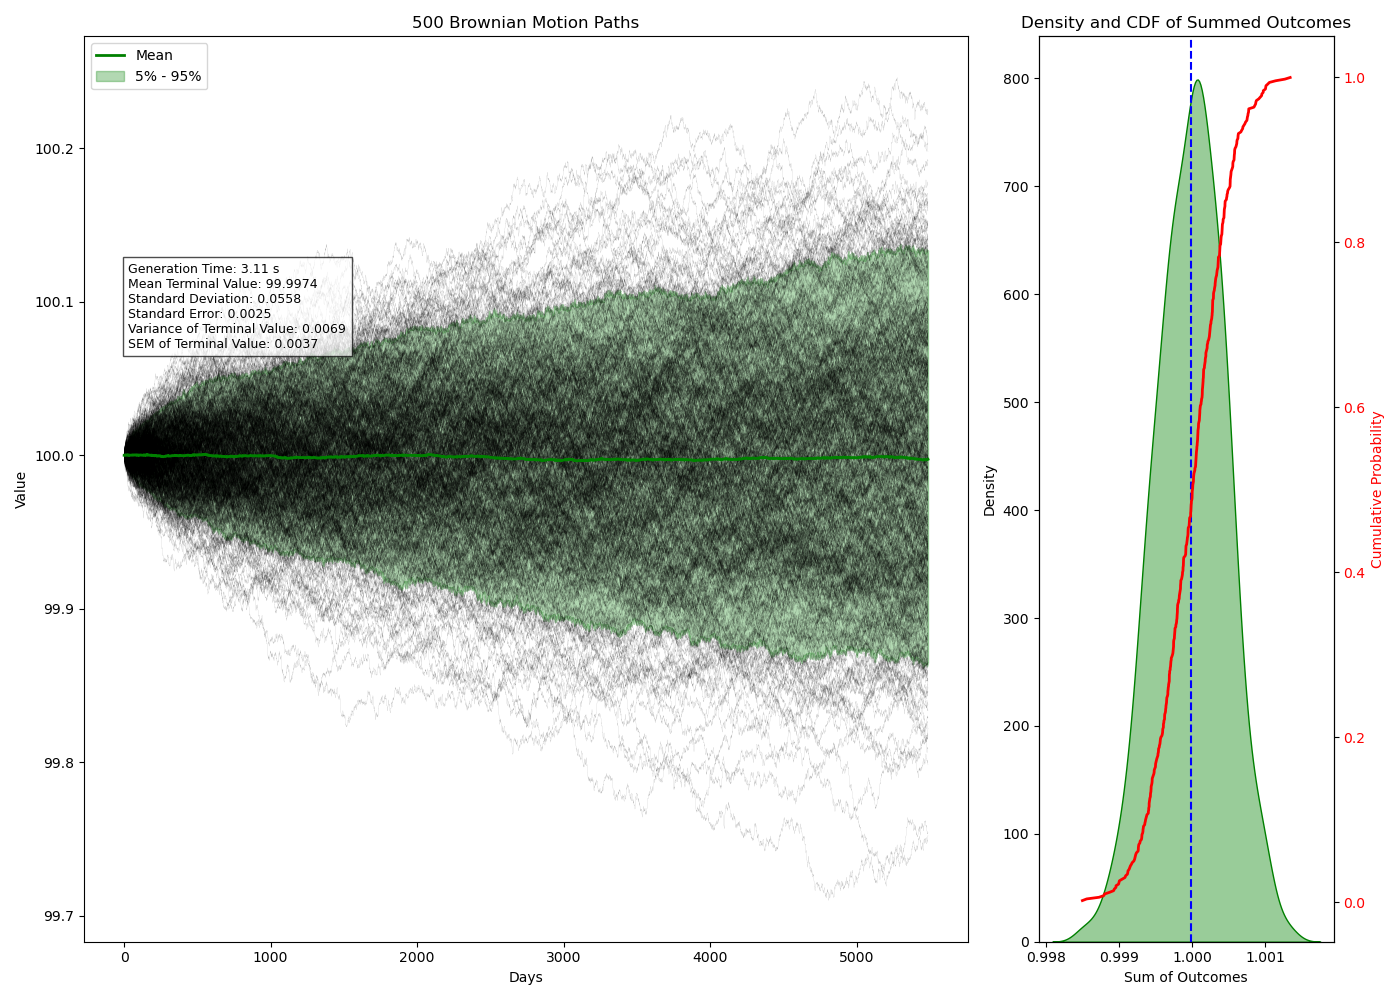 500 Brownian Motion Paths
Mean
5% - 95%
Generation Time: 3.11 s
Mean Terminal Value: 99.9974
Standard Deviation: 0.0558
Standard Error: 0.0025
Variance of Terminal Value: 0.0069
SEM of Terminal Value: 0.0037
100.2
100.1
100.0
99.9
99.8
99.7
Value
0 1000 2000 3000 4000 5000
Days
Density and CDF of Summed Outcomes
800
700
600
500
400
300
200
100
0
Density
0.998 0.999 1.000 1.001
Sum of Outcomes
1.0
0.8
0.6
0.4
0.2
0.0
Cumulative Probability